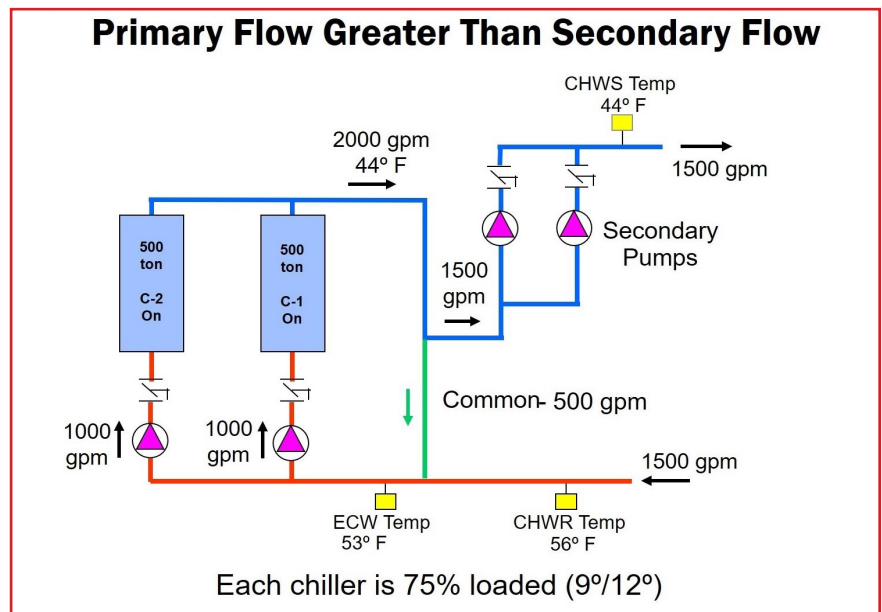 Primary Flow Greater Than Secondary Flow
CHWS Temp
44º F
2000 gpm
44º F
1500 gpm
500
ton
C-2
On
500
ton
C-1
On
Secondary
Pumps
1500
gpm
Common- 500 gpm
1000
gpm
1000
gpm
1500 gpm
ECW Temp
53º F
CHWR Temp
56º F
Each chiller is 75% loaded (9º/12º)